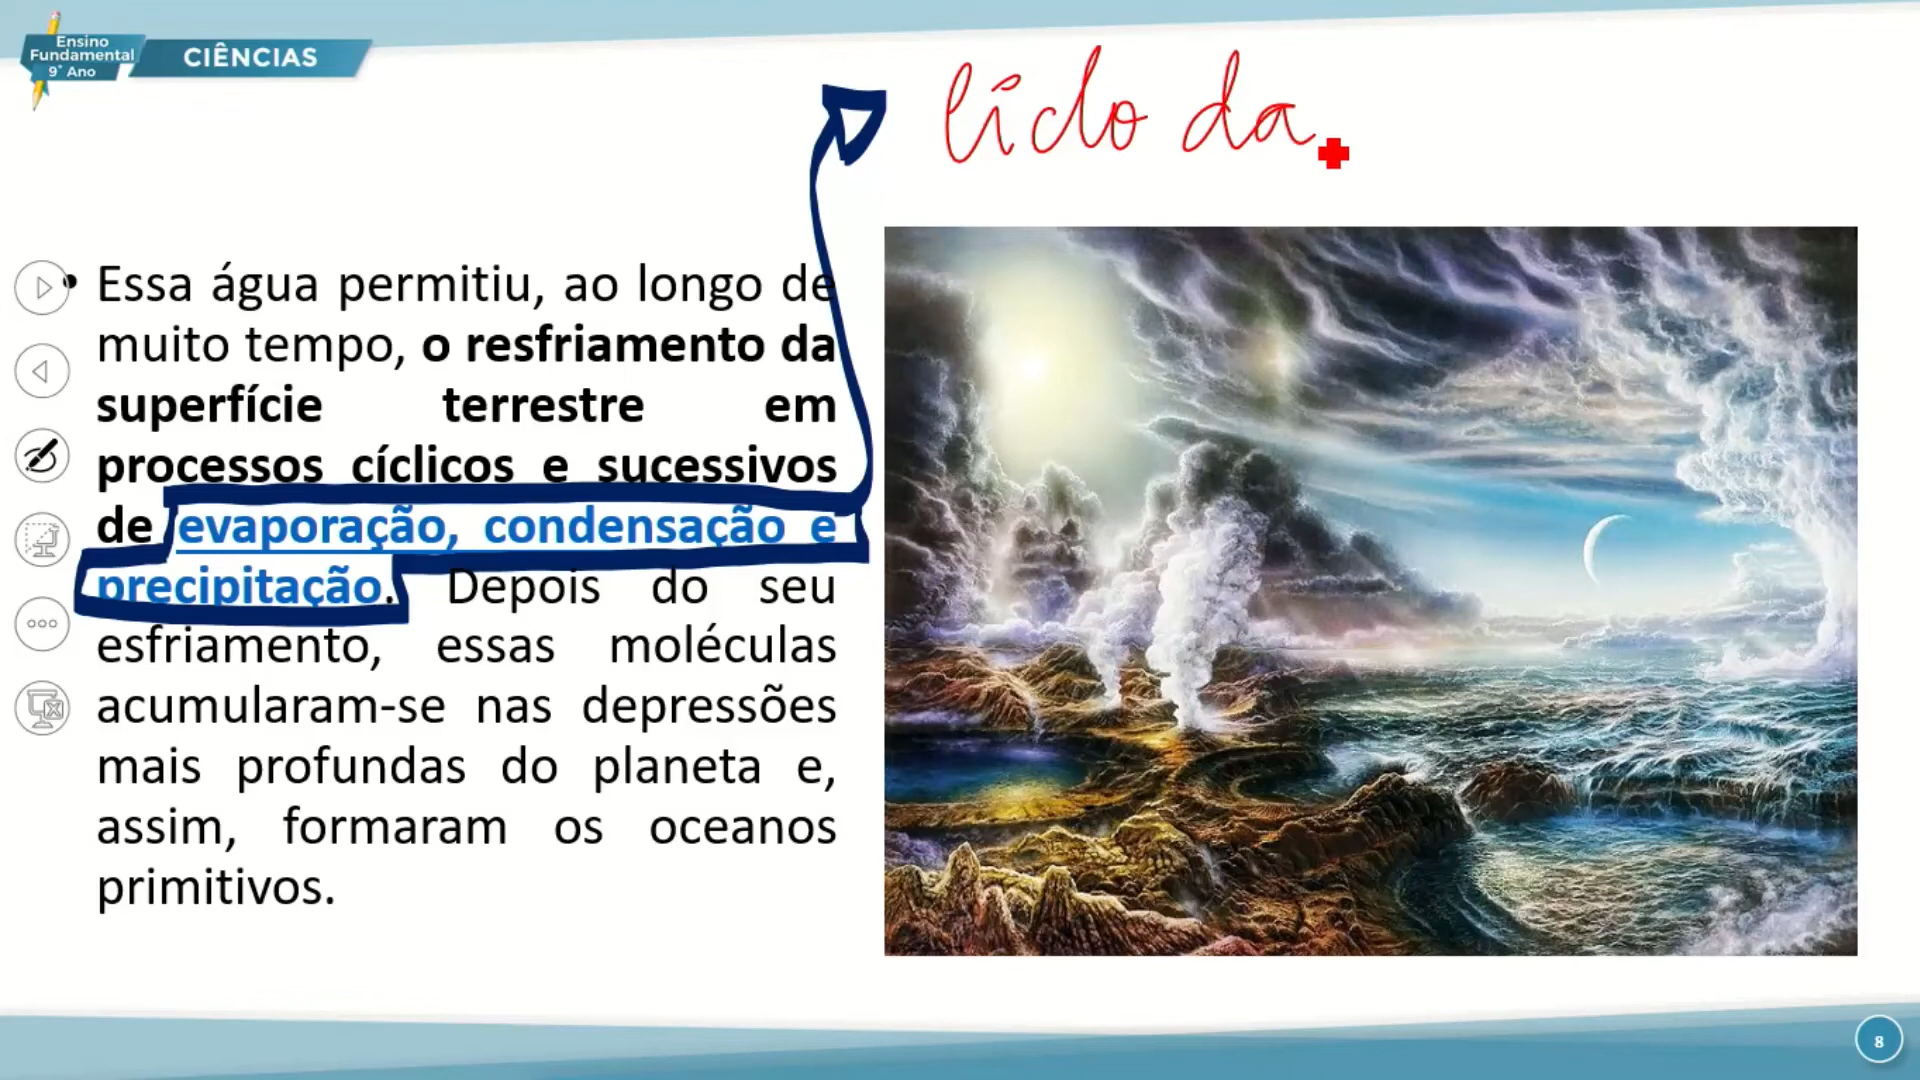 Ensino
Fundamental
9° Ano
CIÊNCIAS
Ciclo da
• Essa água permitiu, ao longo de
muito tempo, o resfriamento da
superfície terrestre em
processos cíclicos e sucessivos
de evaporação, condensação e
precipitação. Depois do seu
esfriamento, essas moléculas
acumularam-se nas depressões
mais profundas do planeta e,
assim, formaram os oceanos
primitivos.
8